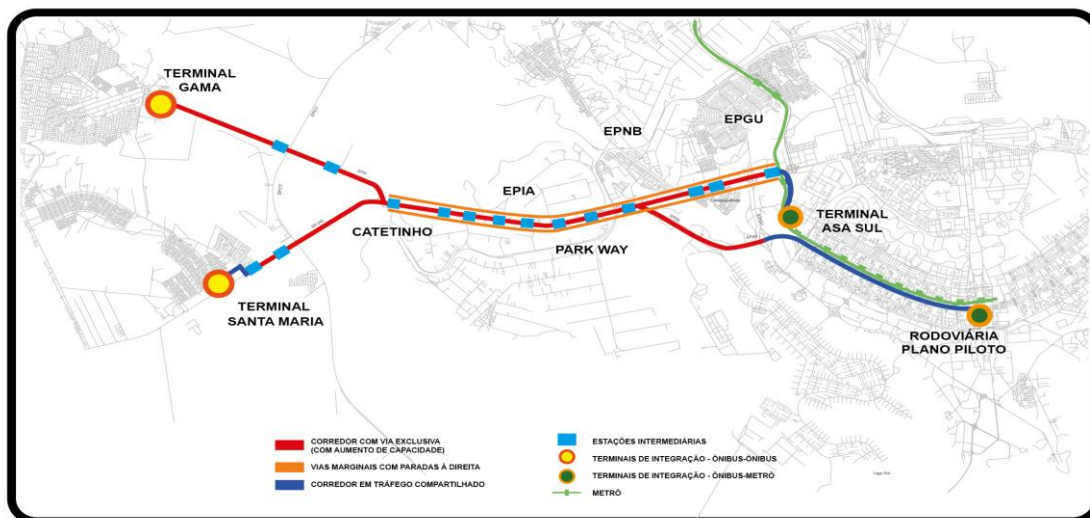 TERMINAL
GAMA
EPNB
EPGU
EPIA
CATETINHO
PARK WAY
TERMINAL
ASA SUL
TERMINAL
SANTA MARIA
RODOVIÁRIA
PLANO PILOTO
CORREDOR COM VIA EXCLUSIVA
(COM AUMENTO DE CAPACIDADE)
VIAS MARGINAIS COM PARADAS À DIREITA
CORREDOR EM TRÁFEGO COMPARTILHADO
ESTAÇÕES INTERMEDIÁRIAS
TERMINAIS DE INTEGRAÇÃO - ÔNIBUS-ÔNIBUS
TERMINAIS DE INTEGRAÇÃO - ÔNIBUS-METRÔ
METRÔ